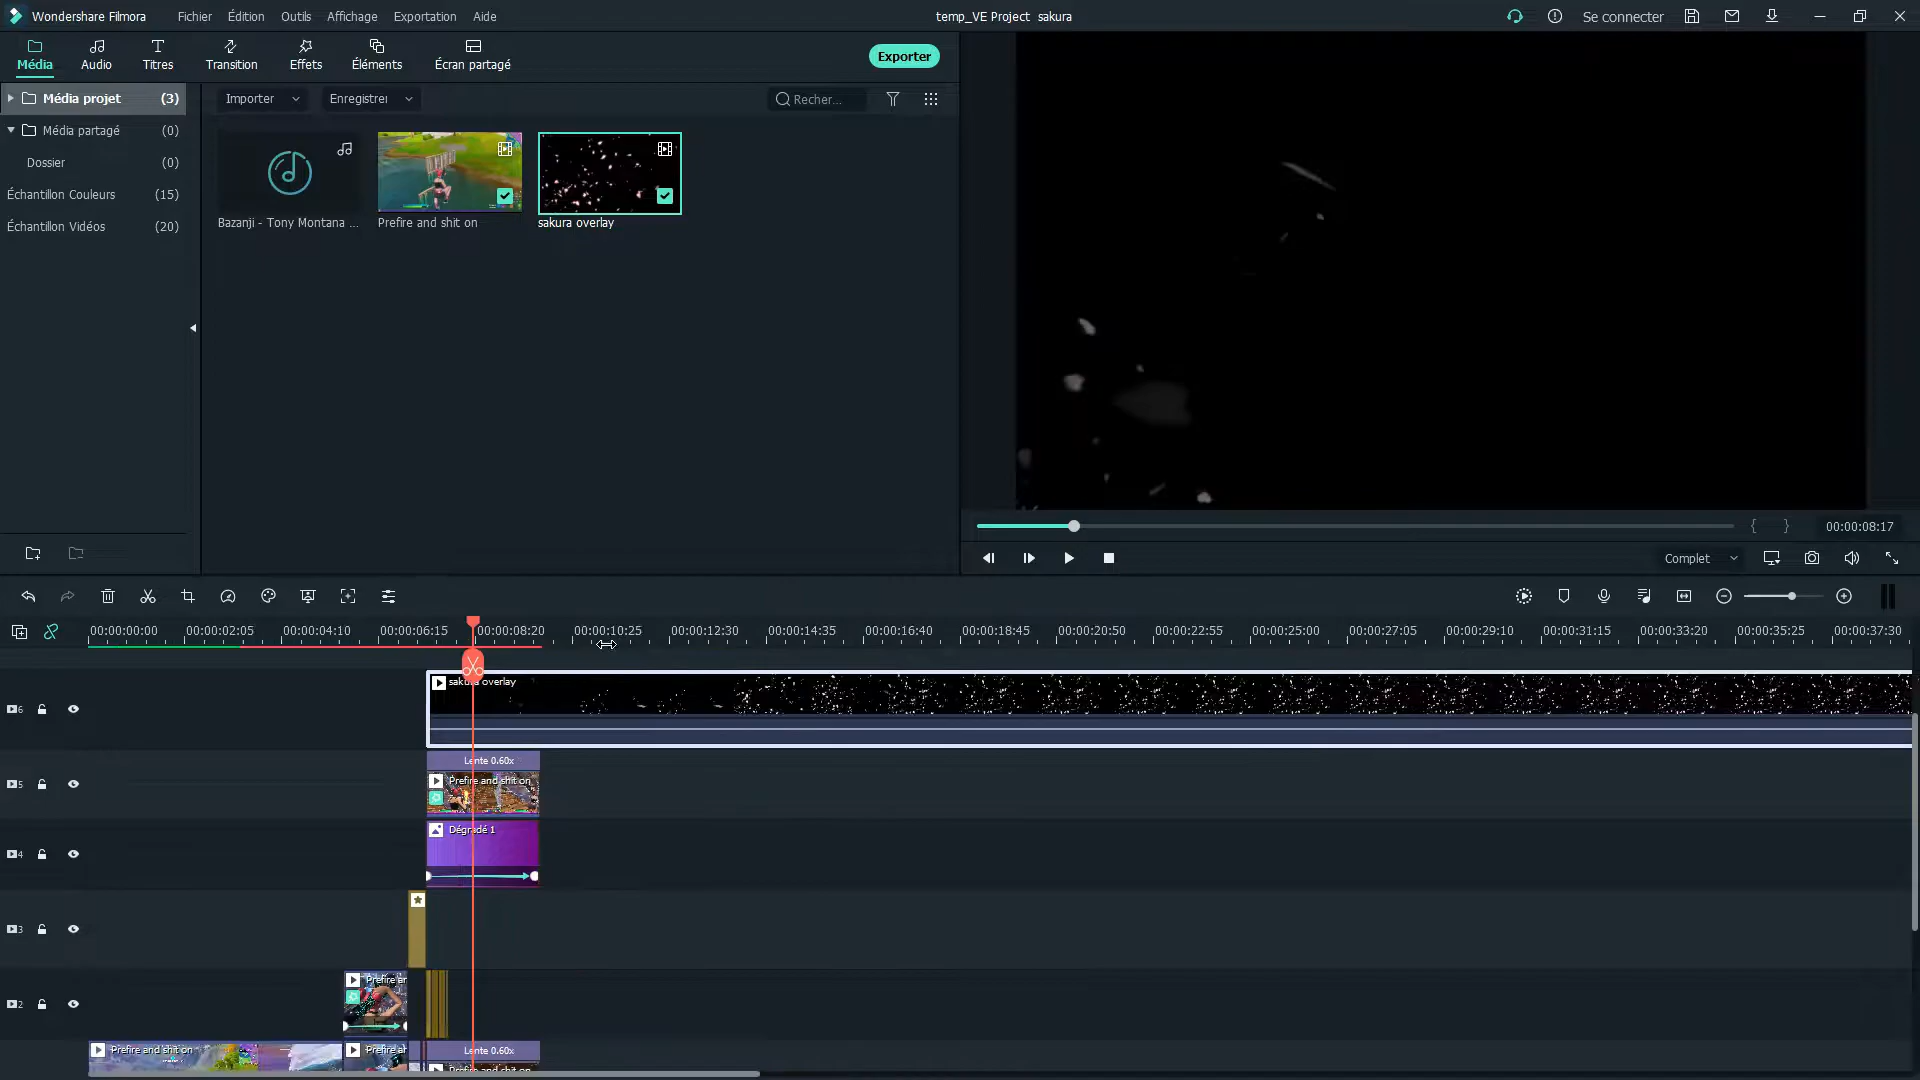 Wondershare Filmora
Fichier
Édition
Outils
Affichage
Exportation
Aide
temp_VE Project sakura
Se connecter
Média
Audio
Titres
Transition
Effets
Éléments
Écran partagé
Exporter
Média projet (3)
Média partagé (0)
Dossier (0)
Échantillon Couleurs (15)
Échantillon Vidéos (20)
Importer
Enregistrer
Recher...
Bazanji - Tony Montana ...
Prefire and shit on
sakura overlay
{ }
00:00:08:17
Complet
00:00:00:00
00:00:02:05
00:00:04:10
00:00:06:15
00:00:08:20
00:00:10:25
00:00:12:30
00:00:14:35
00:00:16:40
00:00:18:45
00:00:20:50
00:00:22:55
00:00:25:00
00:00:27:05
00:00:29:10
00:00:31:15
00:00:33:20
00:00:35:25
00:00:37:30
6
sakura overlay
5
Lente 0.60x
Prefire and shit on
4
Dégradé 1
3
2
Prefire ar
Prefire and shit on
Prefire ar
Lente 0.60x
Prefire and shit on